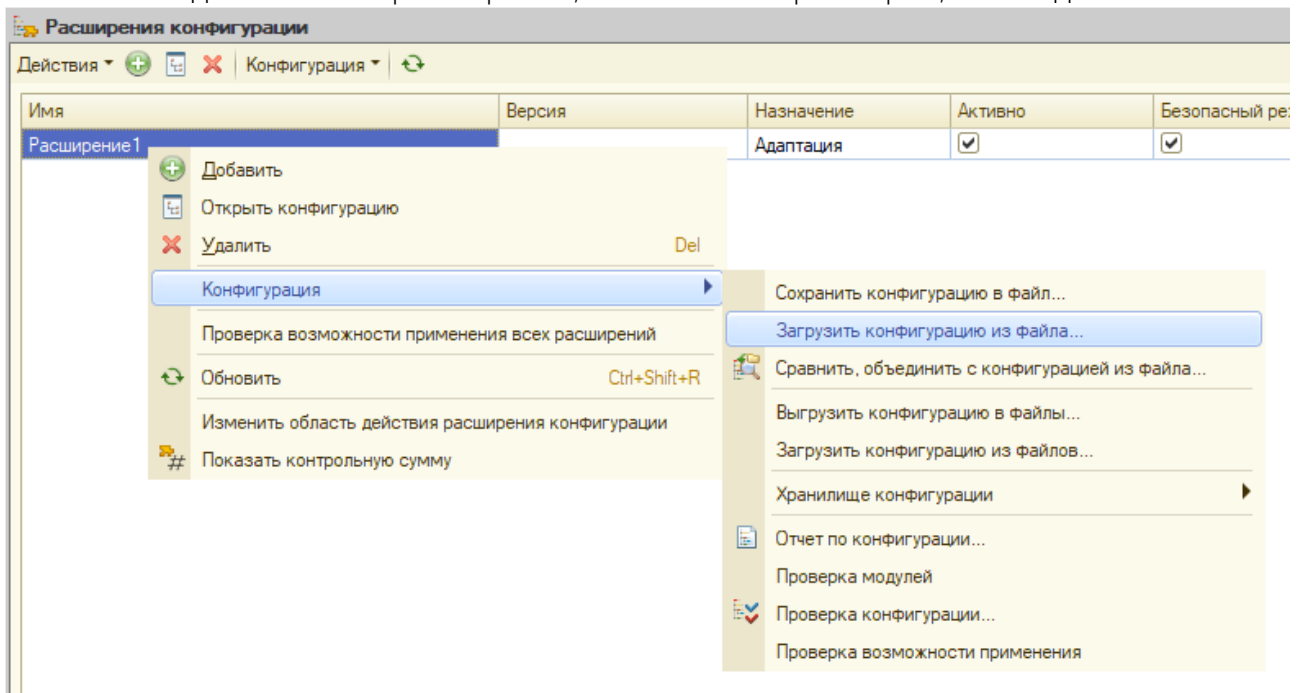 Расширения конфигурации
Действия Конфигурация
Имя Версия Назначение Активно Безопасный реж
Расширение1 Адаптация
Добавить
Открыть конфигурацию
Удалить Del
Конфигурация
Проверка возможности применения всех расширений
Обновить Ctrl+Shift+R
Изменить область действия расширения конфигурации
Показать контрольную сумму
Сохранить конфигурацию в файл...
Загрузить конфигурацию из файла...
Сравнить, объединить с конфигурацией из файла...
Выгрузить конфигурацию в файлы...
Загрузить конфигурацию из файлов...
Хранилище конфигурации
Отчет по конфигурации...
Проверка модулей
Проверка конфигурации...
Проверка возможности применения